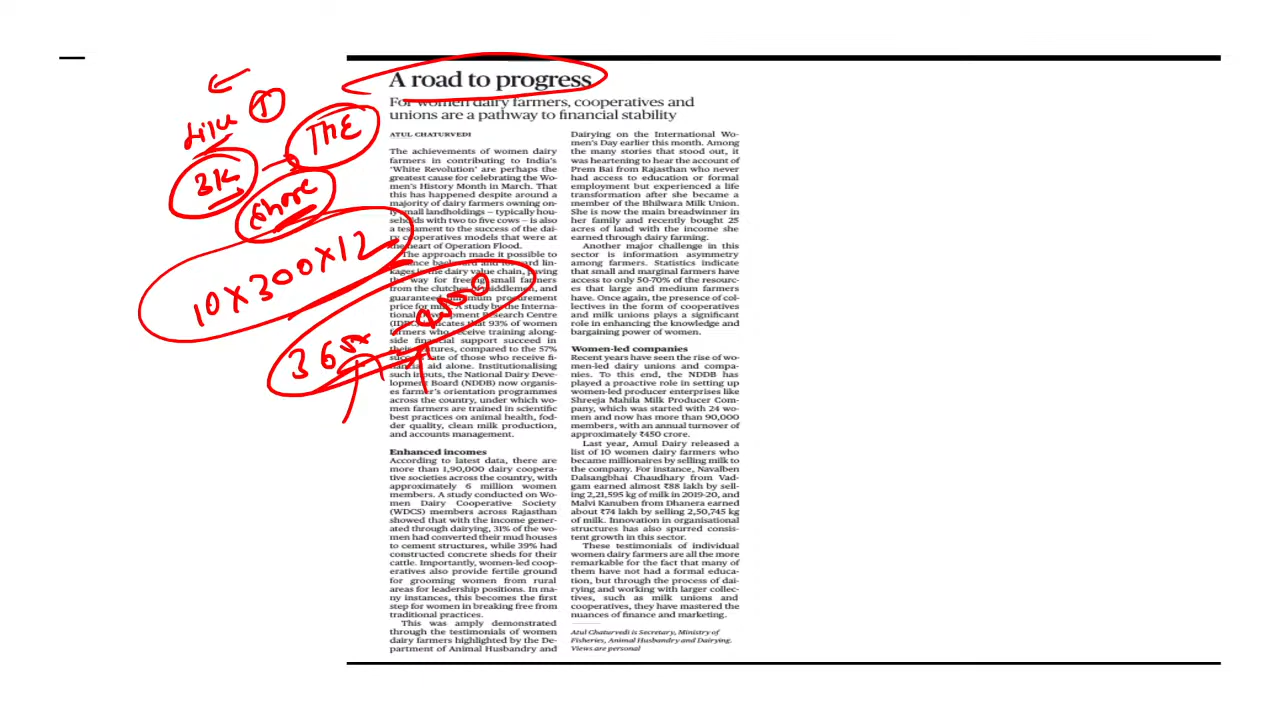 A road to progress
For women dairy farmers, cooperatives and
unions are a pathway to financial stability
ATUL CHATURVEDI
The achievements of women dairy
farmers in contributing to India's
'White Revolution' are perhaps the
greatest cause for celebrating the Wo-
men's History Month in March. That
this has happened despite around a
majority of dairy farmers owning on-
ly small landholdings – typically hou-
seholds with two to five cows – is also
a testament to the success of the dai-
ry cooperatives models that were at
the heart of Operation Flood.
The approach made it possible to
backward and forward lin-
kages in the dairy value chain, paving
the way for freeing small farmers
from the clutches of middlemen, and
guaranteed minimum procurement
price for milk. A study by the Interna-
tional Development Research Centre
(IDRC) indicates that 93% of women
farmers who receive training along-
side financial support succeed in
their ventures, compared to the 57%
success rate of those who receive fi-
nancial aid alone. Institutionalising
such inputs, the National Dairy Deve-
lopment Board (NDDB) now organis-
es farmer's orientation programmes
across the country, under which wo-
men farmers are trained in scientific
best practices on animal health, fod-
der quality, clean milk production,
and accounts management.
Enhanced incomes
According to latest data, there are
more than 1,90,000 dairy coopera-
tive societies across the country, with
approximately 6 million women
members. A study conducted on Wo-
men Dairy Cooperative Society
(WDCS) members across Rajasthan
showed that with the income gener-
ated through dairying, 31% of the wo-
men had converted their mud houses
to cement structures, while 39% had
constructed concrete sheds for their
cattle. Importantly, women-led coop-
eratives also provide fertile ground
for grooming women from rural
areas for leadership positions. In ma-
ny instances, this becomes the first
step for women in breaking free from
traditional practices.
This was amply demonstrated
through the testimonials of women
dairy farmers highlighted by the De-
partment of Animal Husbandry and
Dairying on the International Wo-
men's Day earlier this month. Among
the many stories that stood out, it
was heartening to hear the account of
Prem Bai from Rajasthan who never
had access to education or formal
employment but experienced a life
transformation after she became a
member of the Bhilwara Milk Union.
She is now the main breadwinner in
her family and recently bought 25
acres of land with the income she
earned through dairy farming.
Another major challenge in this
sector is information asymmetry
among farmers. Statistics indicate
that small and marginal farmers have
access to only 50-70% of the resourc-
es that large and medium farmers
have. Once again, the presence of col-
lectives in the form of cooperatives
and milk unions plays a significant
role in enhancing the knowledge and
bargaining power of women.
Women-led companies
Recent years have seen the rise of wo-
men-led dairy unions and compa-
nies. To this end, the NDDB has
played a proactive role in setting up
women-led producer enterprises like
Shreeja Mahila Milk Producer Com-
pany, which was started with 24 wo-
men and now has more than 90,000
members, with an annual turnover of
approximately ₹450 crore.
Last year, Amul Dairy released a
list of 10 women dairy farmers who
became millionaires by selling milk to
the company. For instance, Navalben
Dalsangbhai Chaudhary from Vad-
gam earned almost ₹88 lakh by sell-
ing 2,21,595 kg of milk in 2019-20, and
Malvi Kanuben from Dhanera earned
about ₹74 lakh by selling 2,50,745 kg
of milk. Innovation in organisational
structures has also spurred consis-
tent growth in this sector.
These testimonials of individual
women dairy farmers are all the more
remarkable for the fact that many of
them have not had a formal educa-
tion, but through the process of dai-
rying and working with larger collec-
tives, such as milk unions and
cooperatives, they have mastered the
nuances of finance and marketing.
Atul Chaturvedi is Secretary, Ministry of
Fisheries, Animal Husbandry and Dairying.
Views are personal
Like
The
3K
Share
10×300×12